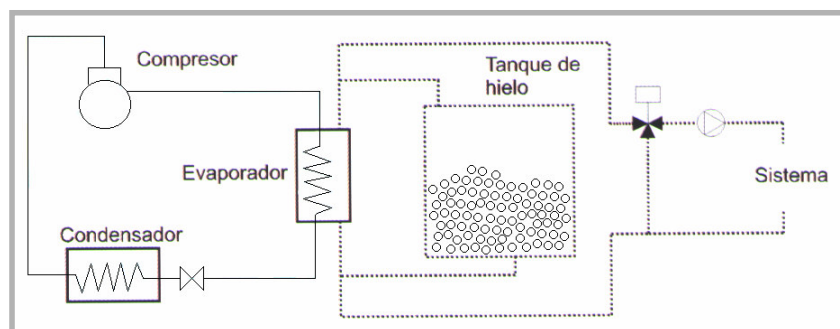 Compresor
Tanque de
hielo
Evaporador
Sistema
Condensador